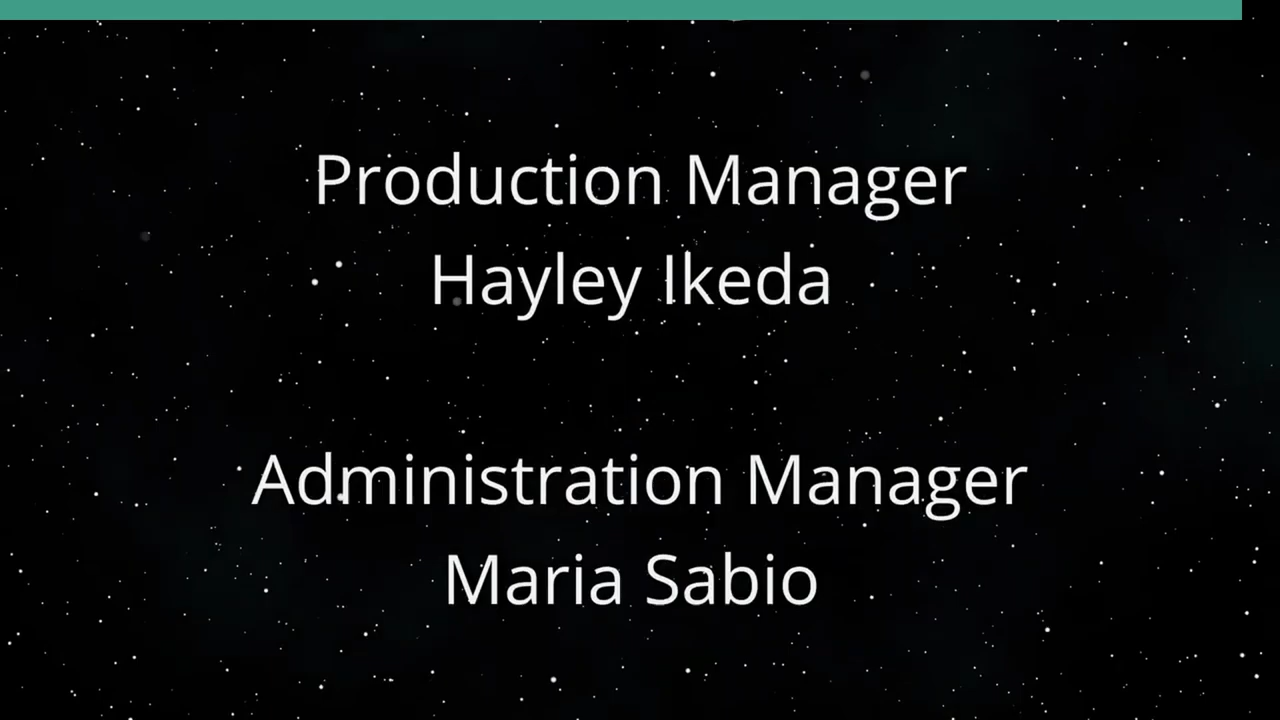 Production Manager
Hayley Ikeda
Administration Manager
Maria Sabio